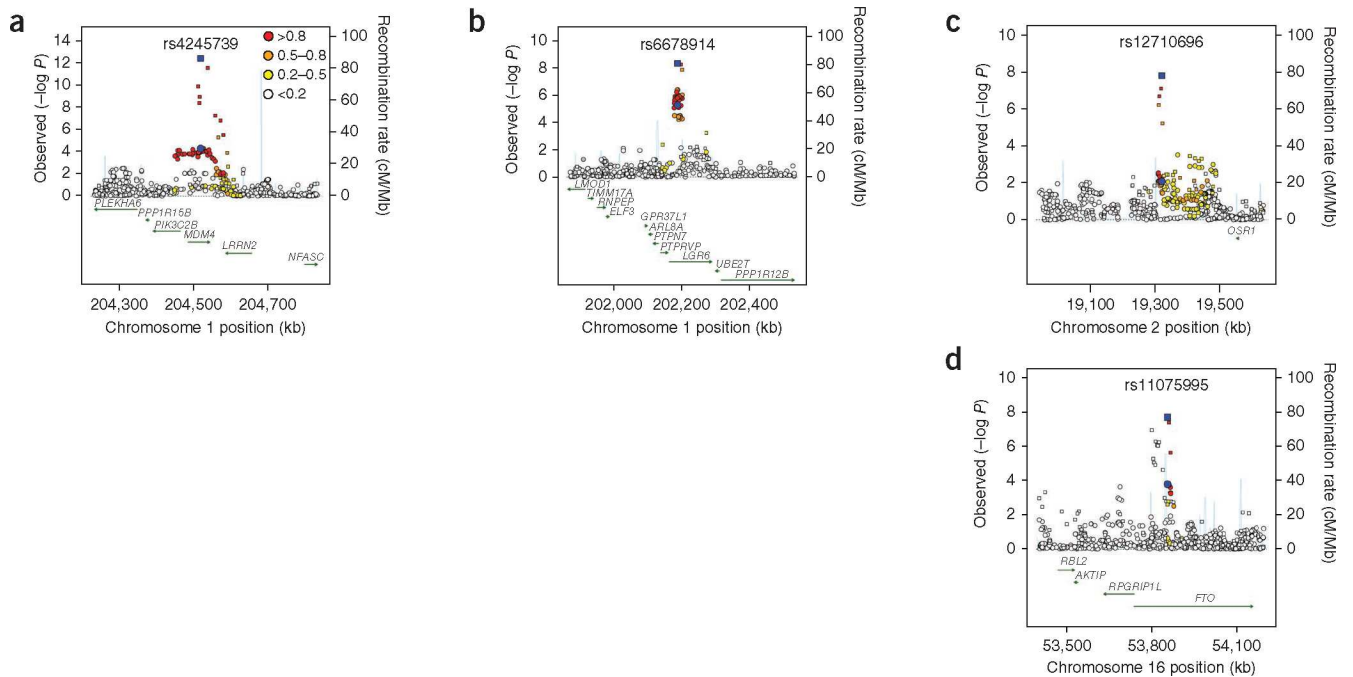 a
rs4245739
Observed (–log P)
Recombination rate (cM/Mb)
14
12
10
8
6
4
2
0
100
80
60
40
20
0
>0.8
0.5–0.8
0.2–0.5
<0.2
PLEKHA6
PPP1R15B
PIK3C2B
MDM4
LRRN2
NFASC
204,300
204,500
204,700
Chromosome 1 position (kb)
b
rs6678914
Observed (–log P)
Recombination rate (cM/Mb)
10
8
6
4
2
0
100
80
60
40
20
0
LMOD1
TIMM17A
RNPEP
ELF3
GPR37L1
ARL8A
PTPN7
PTPRVP
LGR6
UBE2T
PPP1R12B
202,000
202,200
202,400
Chromosome 1 position (kb)
c
rs12710696
Observed (–log P)
Recombination rate (cM/Mb)
10
8
6
4
2
0
100
80
60
40
20
0
OSR1
19,100
19,300
19,500
Chromosome 2 position (kb)
d
rs11075995
Observed (–log P)
Recombination rate (cM/Mb)
10
8
6
4
2
0
100
80
60
40
20
0
RBL2
AKTIP
RPGRIP1L
FTO
53,500
53,800
54,100
Chromosome 16 position (kb)